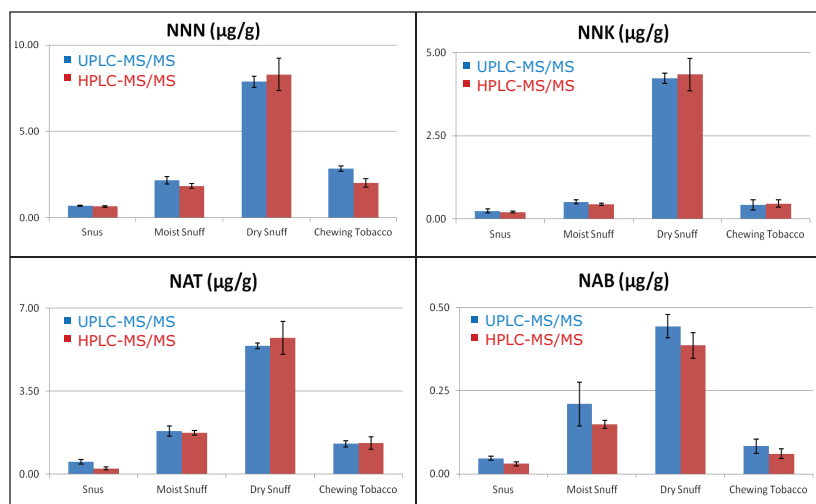 NNN (µg/g)
10.00
UPLC-MS/MS
HPLC-MS/MS
5.00
0.00
Snus Moist Snuff Dry Snuff Chewing Tobacco
NNK (µg/g)
5.00
UPLC-MS/MS
HPLC-MS/MS
2.50
0.00
Snus Moist Snuff Dry Snuff Chewing Tobacco
NAT (µg/g)
7.00
UPLC-MS/MS
HPLC-MS/MS
3.50
0.00
Snus Moist Snuff Dry Snuff Chewing Tobacco
NAB (µg/g)
0.50
UPLC-MS/MS
HPLC-MS/MS
0.25
0.00
Snus Moist Snuff Dry Snuff Chewing Tobacco